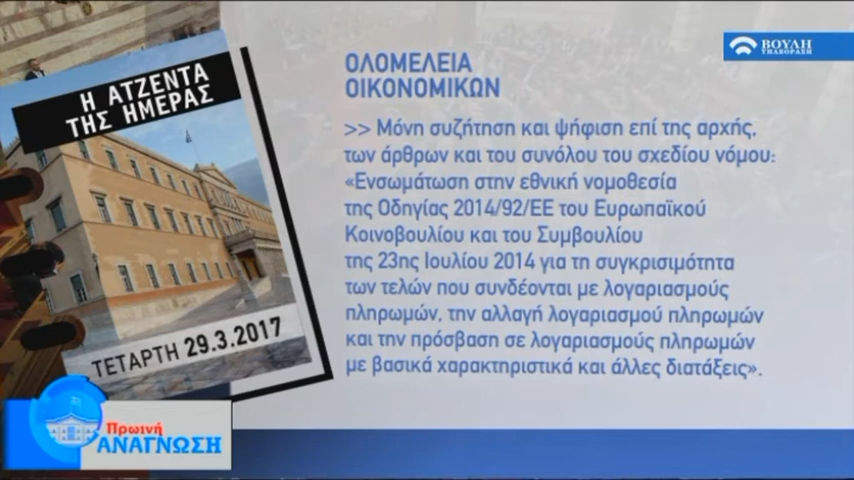 Η ΑΤΖΕΝΤΑ
ΤΗΣ ΗΜΕΡΑΣ
ΤΕΤΑΡΤΗ 29.3.2017
ΒΟΥΛΗ
ΤΗΛΕΟΡΑΣΗ
ΟΛΟΜΕΛΕΙΑ
ΟΙΚΟΝΟΜΙΚΩΝ
>> Μόνη συζήτηση και ψήφιση επί της αρχής,
των άρθρων και του συνόλου του σχεδίου νόμου:
«Ενσωμάτωση στην εθνική νομοθεσία
της Οδηγίας 2014/92/ΕΕ του Ευρωπαϊκού
Κοινοβουλίου και του Συμβουλίου
της 23ης Ιουλίου 2014 για τη συγκρισιμότητα
των τελών που συνδέονται με λογαριασμούς
πληρωμών, την αλλαγή λογαριασμού πληρωμών
και την πρόσβαση σε λογαριασμούς πληρωμών
με βασικά χαρακτηριστικά και άλλες διατάξεις».
Πρωινή
ΑΝΑΓΝΩΣΗ